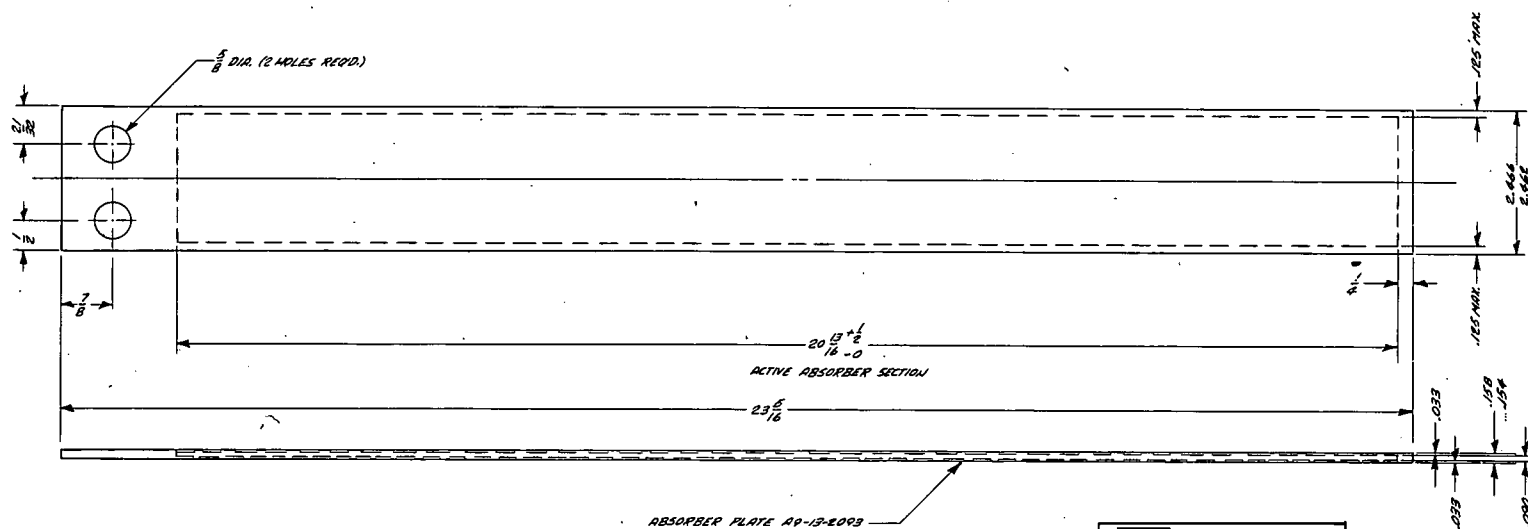 5/8 DIA. (2 HOLES REQ'D.)
.125 MAX.
21/32
2.466
1/2
7/8
.125 MAX.
20 13/16 +1/2 -0
ACTIVE ABSORBER SECTION
23 5/16
.033
.158
.154
.033
ABSORBER PLATE A9-13-2093